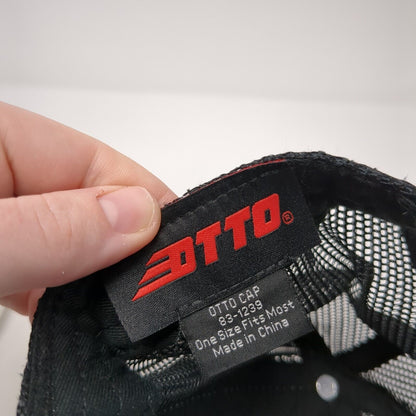 OTTO®
OTTO CAP
83-1239
One Size Fits Most
Made in China